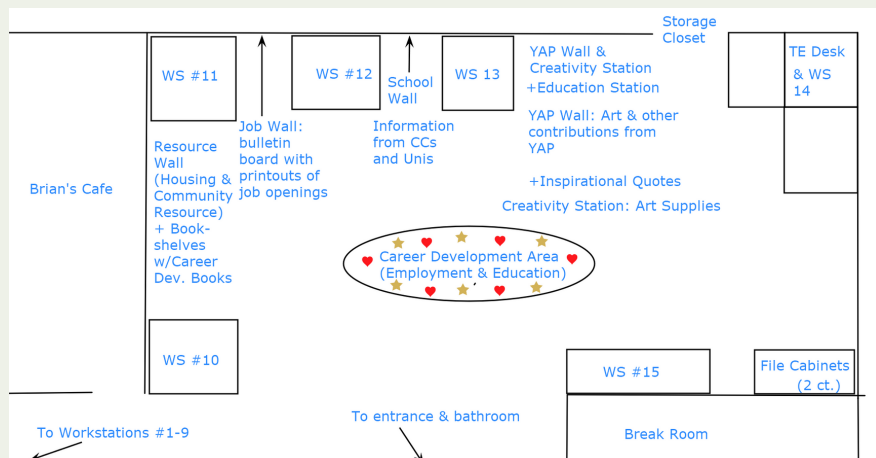 Storage
Closet
WS #11
WS #12
WS 13
School
Wall
YAP Wall &
Creativity Station
+Education Station
TE Desk
& WS
14
YAP Wall: Art & other
contributions from
YAP
Job Wall:
bulletin
board with
printouts of
job openings
Information
from CCs
and Unis
Resource
Wall
(Housing &
Community
Resource)
+ Book-
shelves
w/Career
Dev. Books
Brian's Cafe
+Inspirational Quotes
Creativity Station: Art Supplies
Career Development Area
(Employment & Education)
WS #10
WS #15
File Cabinets
(2 ct.)
To entrance & bathroom
To Workstations #1-9
Break Room